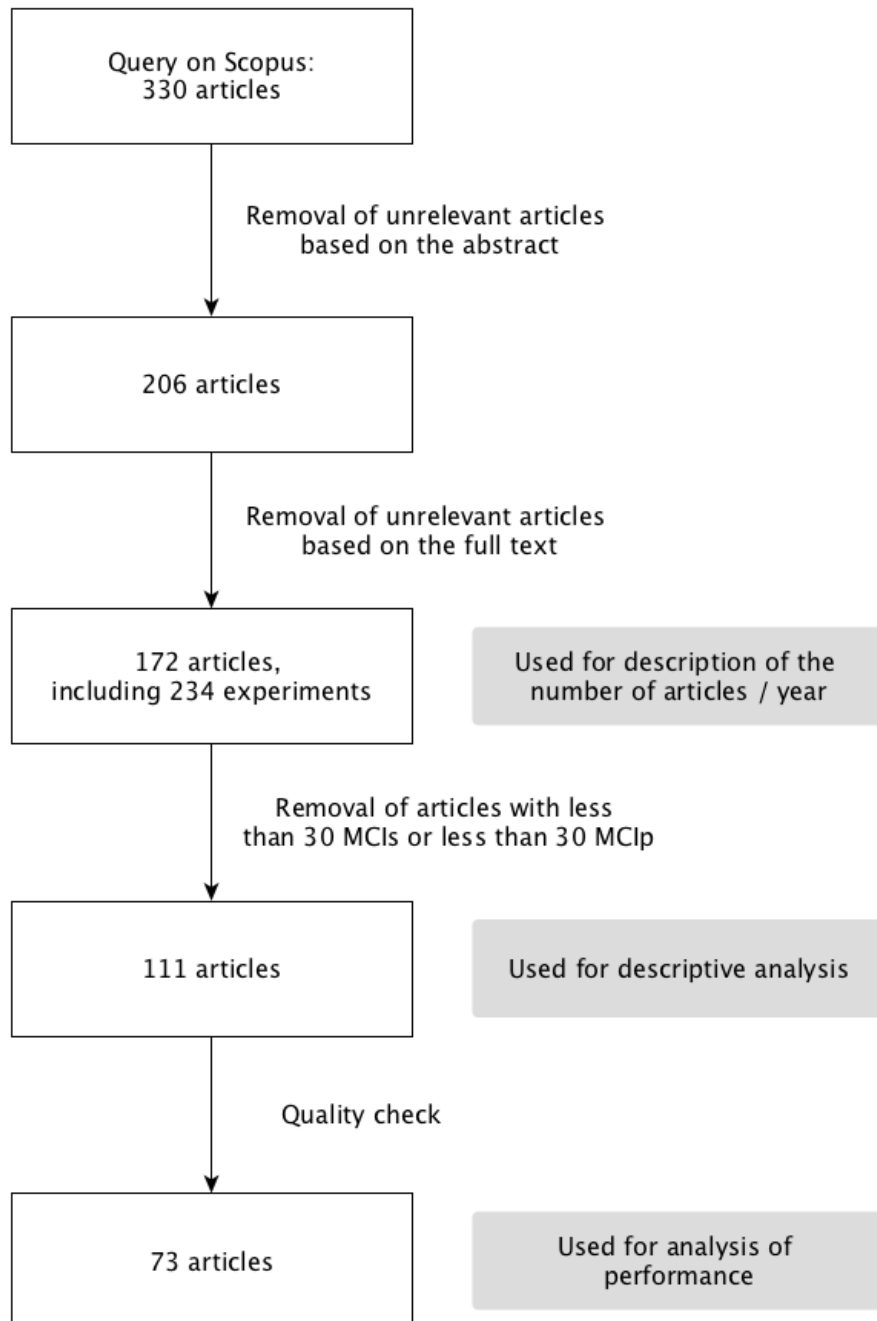 Query on Scopus:
330 articles
Removal of unrelevant articles
based on the abstract
206 articles
Removal of unrelevant articles
based on the full text
172 articles,
including 234 experiments
Used for description of the
number of articles / year
Removal of articles with less
than 30 MCIs or less than 30 MCIp
111 articles
Used for descriptive analysis
Quality check
73 articles
Used for analysis of
performance